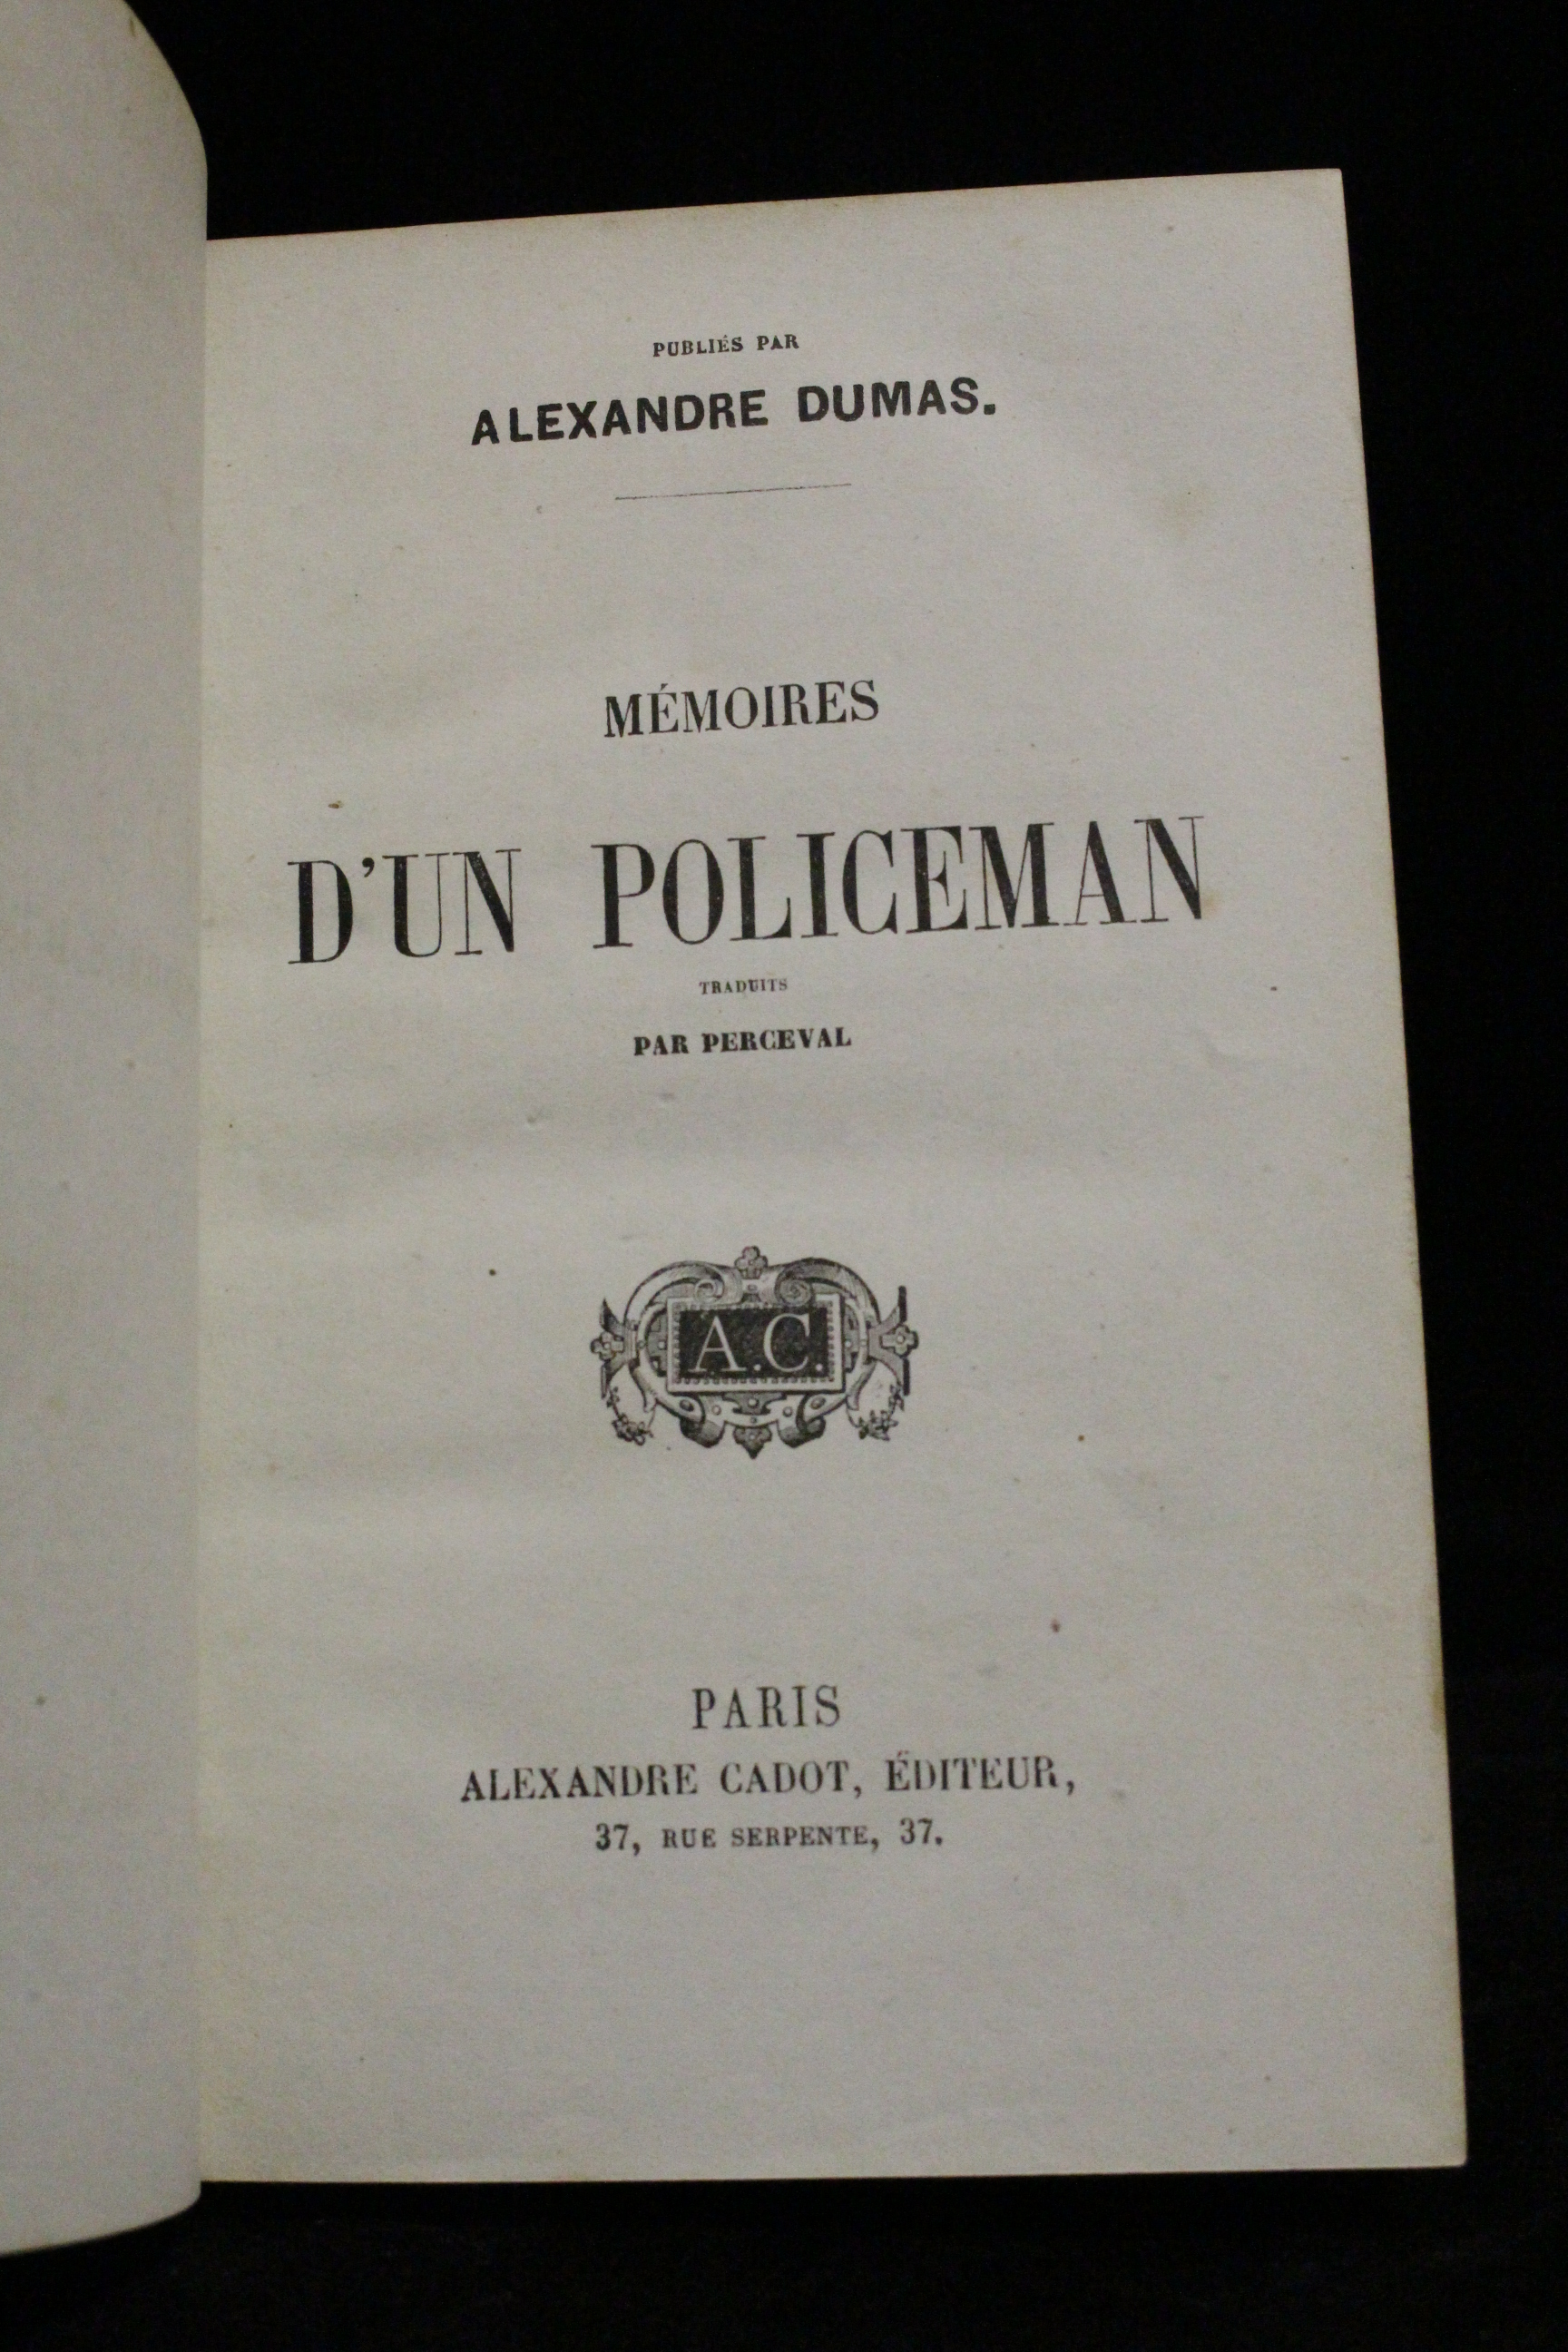 PUBLIÉS PAR
ALEXANDRE DUMAS.
MÉMOIRES
D'UN POLICEMAN
TRADUITS
PAR PERCEVAL
A.C.
PARIS
ALEXANDRE CADOT, ÉDITEUR,
37, RUE SERPENTE, 37.